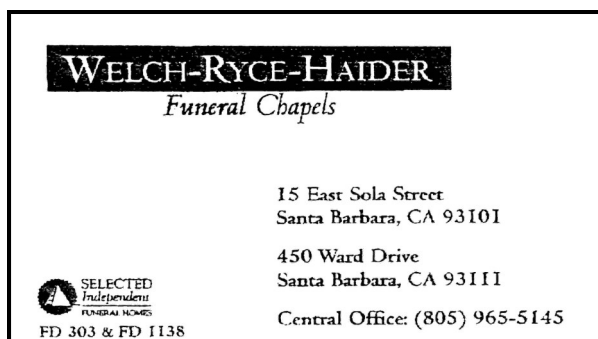 WELCH-RYCE-HAIDER
Funeral Chapels
15 East Sola Street
Santa Barbara, CA 93101
450 Ward Drive
Santa Barbara, CA 93111
Central Office: (805) 965-5145
SELECTED
Independent
FUNERAL HOMES
FD 303 & FD 1138